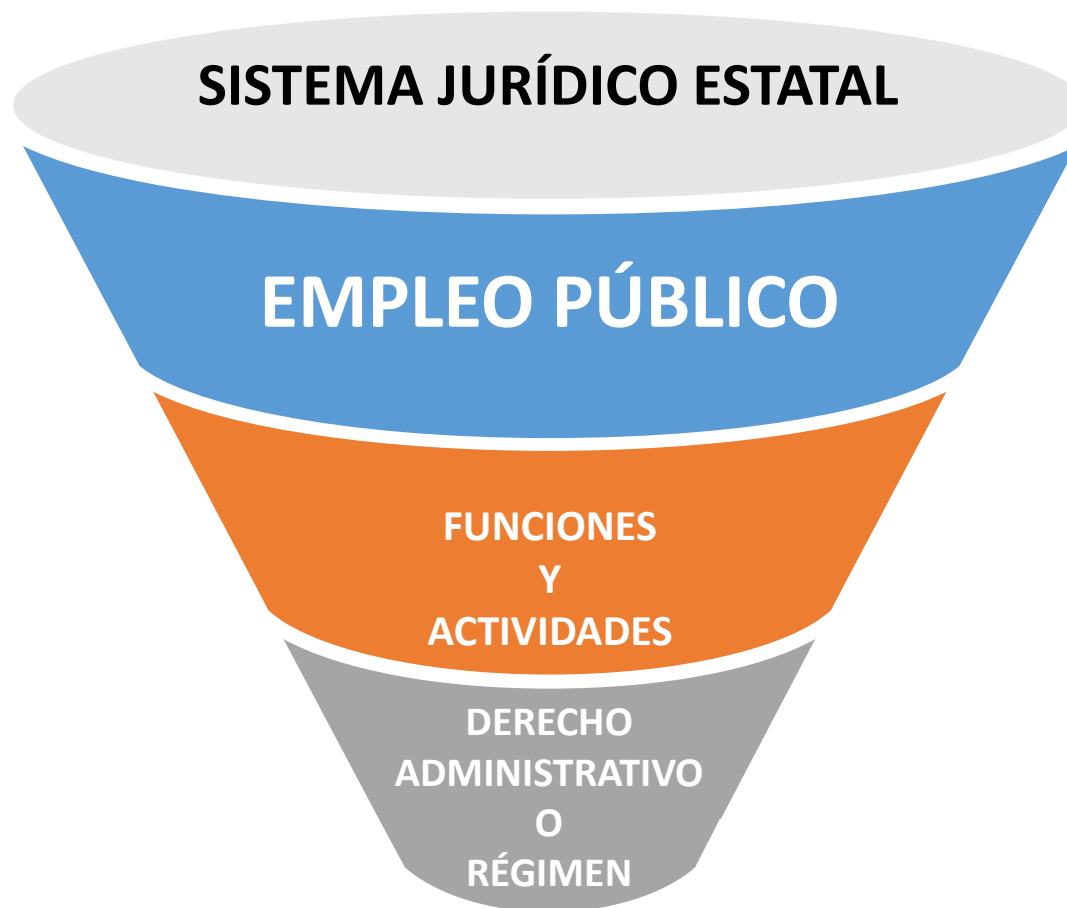 SISTEMA JURÍDICO ESTATAL
EMPLEO PÚBLICO
FUNCIONES
Y
ACTIVIDADES
DERECHO
ADMINISTRATIVO
O
RÉGIMEN